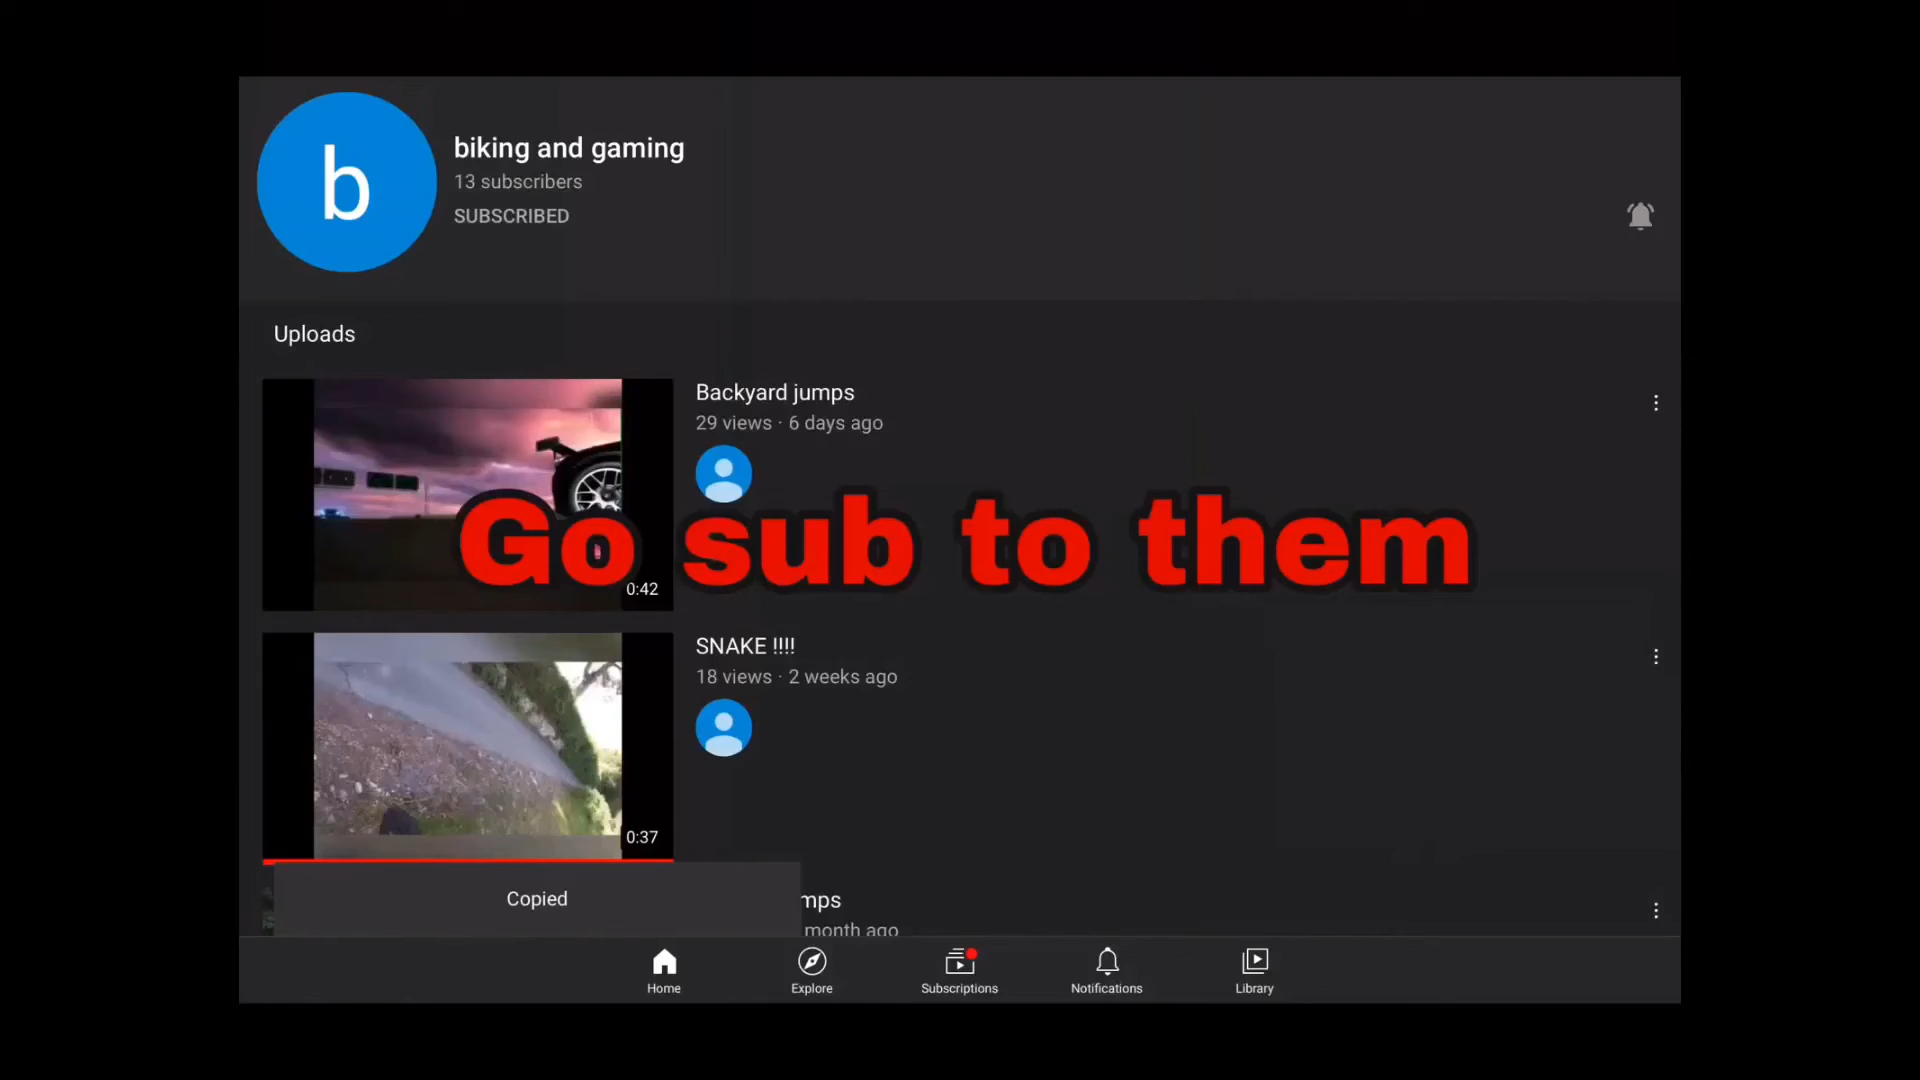 b
biking and gaming
13 subscribers
SUBSCRIBED
Uploads
Backyard jumps
29 views · 6 days ago
0:42
Go sub to them
SNAKE !!!!
18 views · 2 weeks ago
0:37
Copied
mps
month ago
Home
Explore
Subscriptions
Notifications
Library